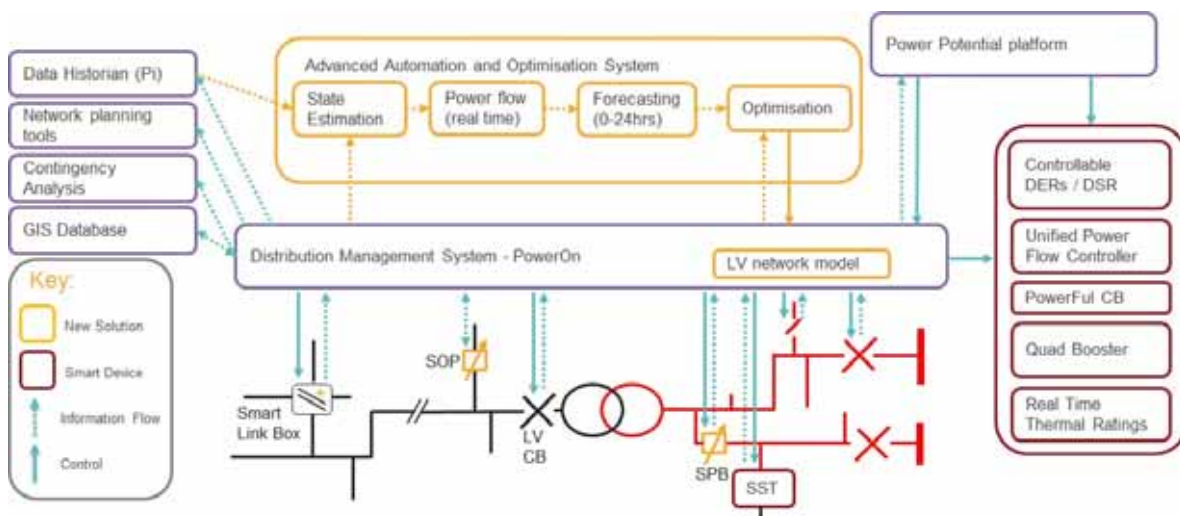 Data Historian (Pi)
Network planning
tools
Contingency
Analysis
GIS Database
Key:
New Solution
Smart Device
Information Flow
Control
Advanced Automation and Optimisation System
State
Estimation
Power flow
(real time)
Forecasting
(0-24hrs)
Optimisation
Power Potential platform
Distribution Management System - PowerOn
LV network model
Controllable
DERs / DSR
Unified Power
Flow Controller
PowerFul CB
Quad Booster
Real Time
Thermal Ratings
Smart
Link Box
SOP
LV
CB
SPB
SST